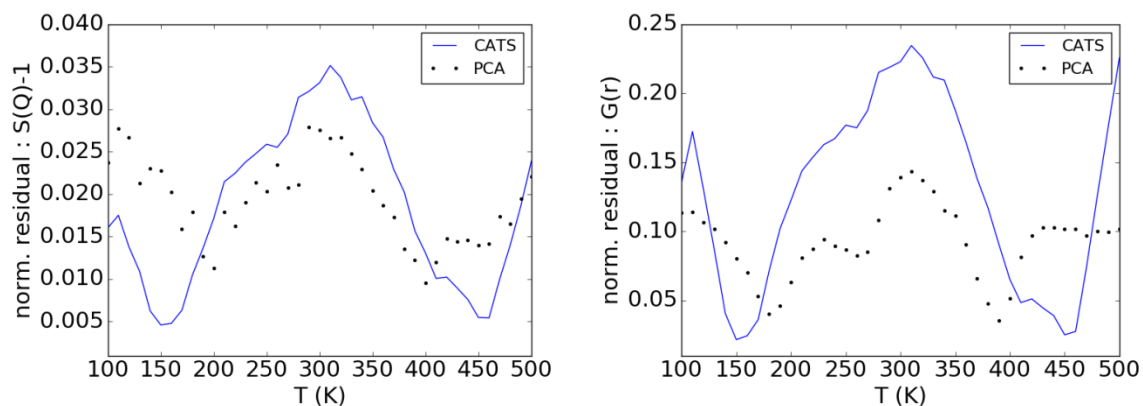 0.040
0.035
0.030
0.025
0.020
0.015
0.010
0.005
norm. residual : S(Q)-1
CATS
PCA
100 150 200 250 300 350 400 450 500
T (K)
0.25
0.20
0.15
0.10
0.05
norm. residual : G(r)
CATS
PCA
100 150 200 250 300 350 400 450 500
T (K)